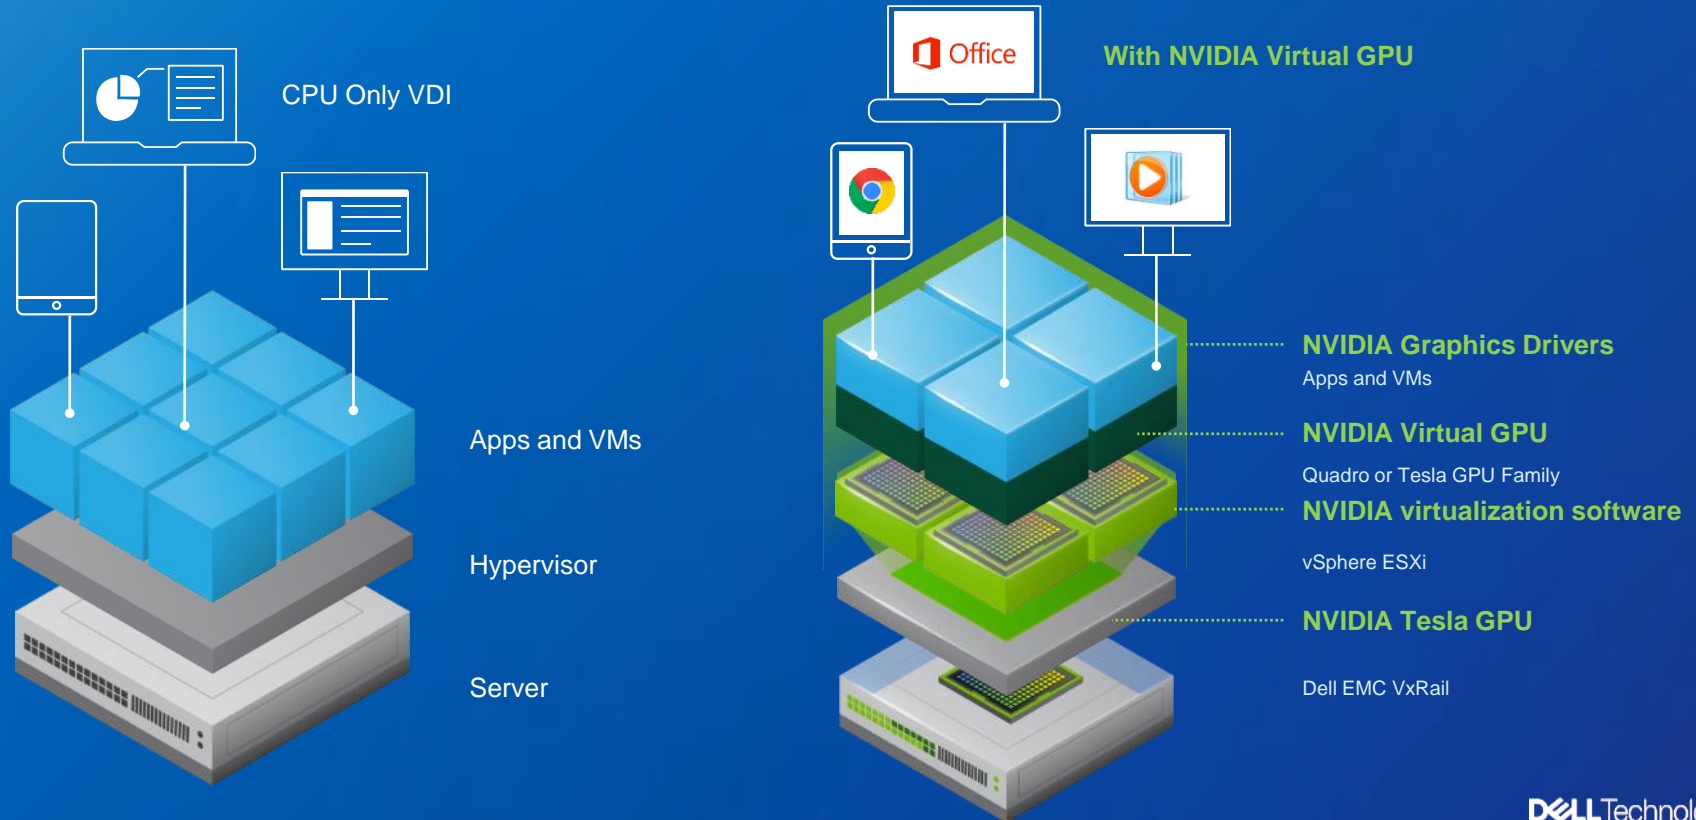 CPU Only VDI
Apps and VMs
Hypervisor
Server
Office
With NVIDIA Virtual GPU
NVIDIA Graphics Drivers
Apps and VMs
NVIDIA Virtual GPU
Quadro or Tesla GPU Family
NVIDIA virtualization software
vSphere ESXi
NVIDIA Tesla GPU
Dell EMC VxRail
DELL Technol